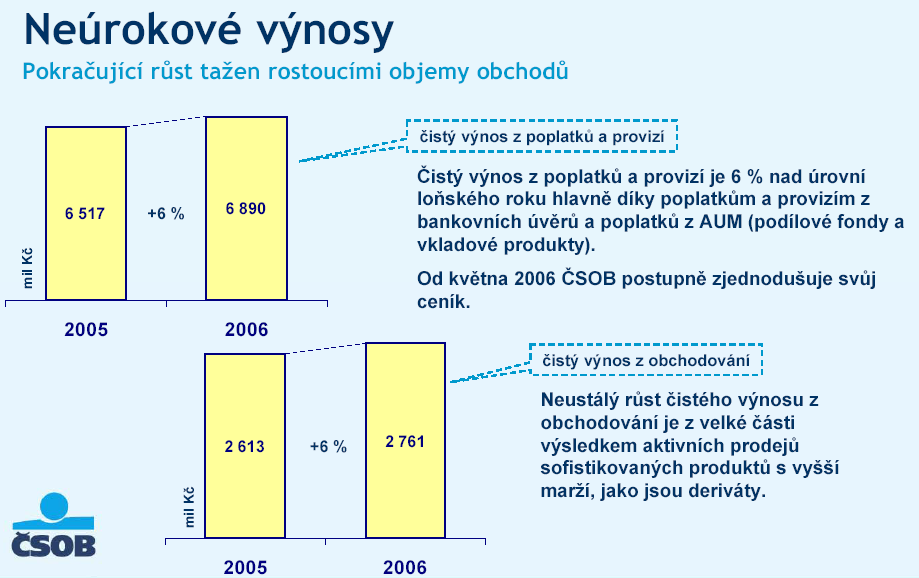 Neúrokové výnosy
Pokračující růst tažen rostoucími objemy obchodů
čistý výnos z poplatků a provizí
Čistý výnos z poplatků a provizí je 6 % nad úrovní
loňského roku hlavně díky poplatkům a provizím z
bankovních úvěrů a poplatků z AUM (podílové fondy a
vkladové produkty).
Od května 2006 ČSOB postupně zjednodušuje svůj
ceník.
6 517
+6 %
6 890
mil Kč
2005
2006
čistý výnos z obchodování
Neustálý růst čistého výnosu z
obchodování je z velké části
výsledkem aktivních prodejů
sofistikovaných produktů s vyšší
marží, jako jsou deriváty.
2 613
+6 %
2 761
mil Kč
2005
2006
ČSOB